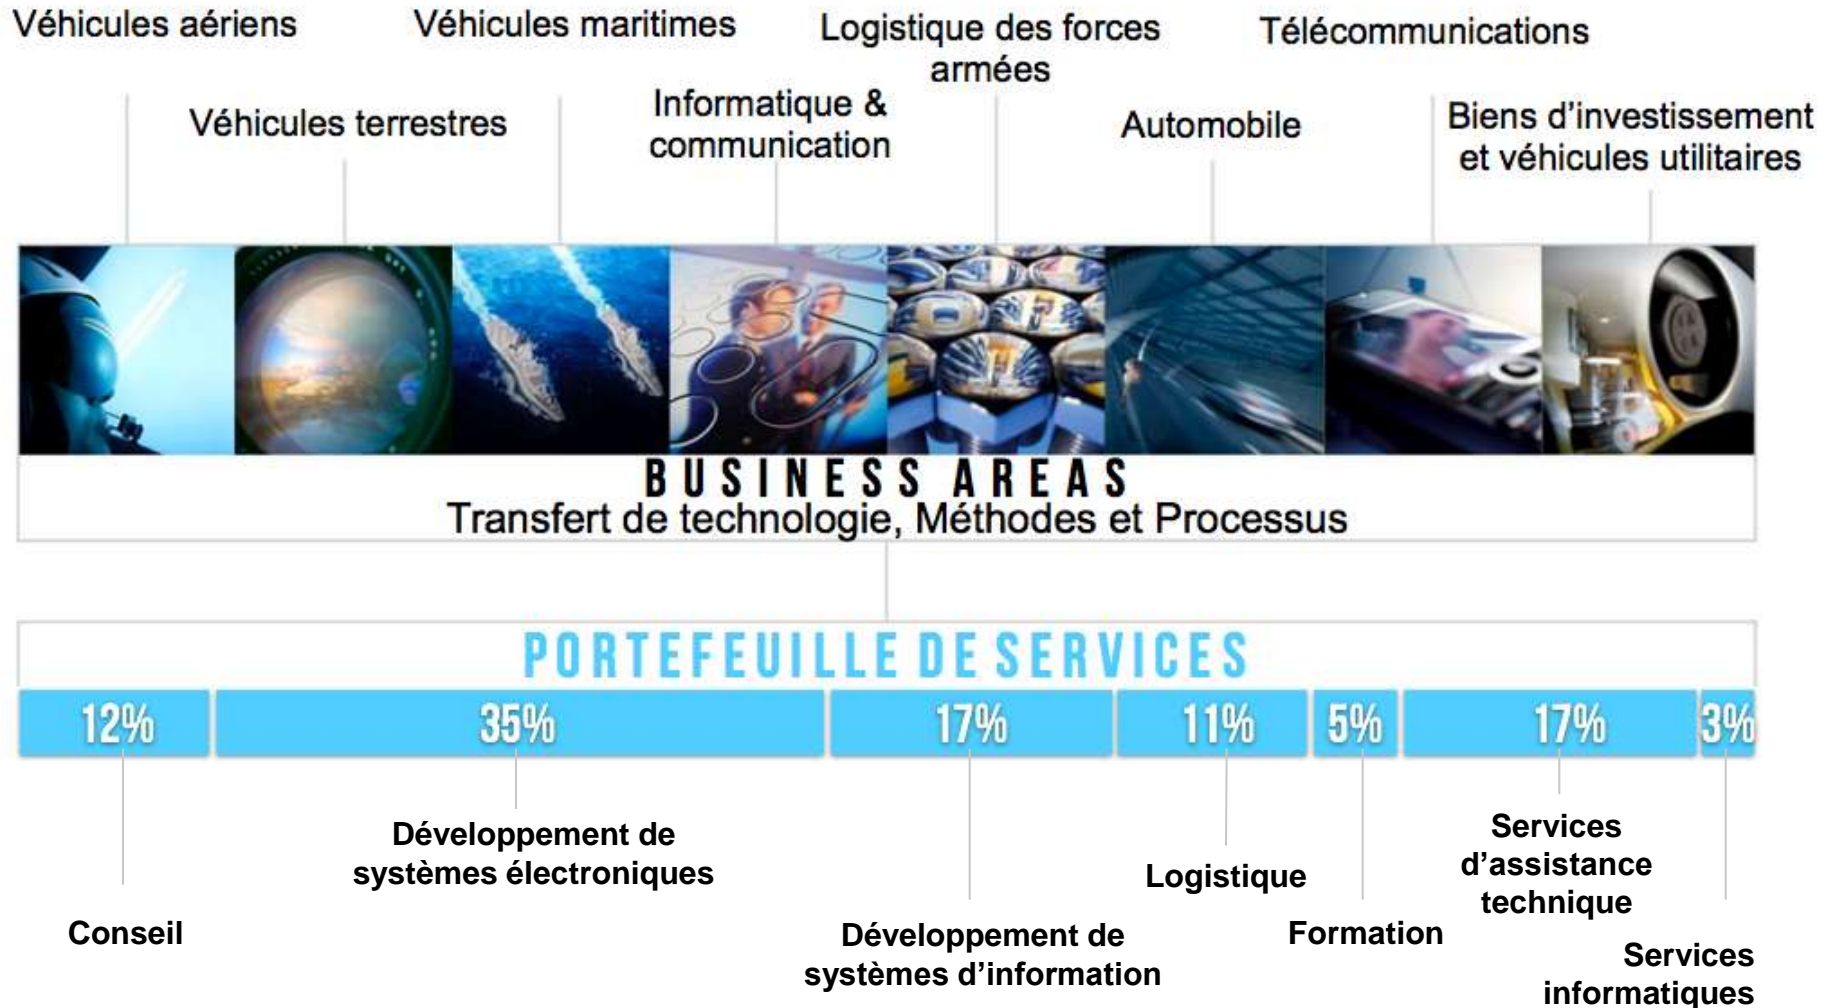 Véhicules aériens
Véhicules maritimes
Logistique des forces
armées
Télécommunications
Véhicules terrestres
Informatique &
communication
Automobile
Biens d'investissement
et véhicules utilitaires
BUSINESS AREAS
Transfert de technologie, Méthodes et Processus
PORTEFEUILLE DE SERVICES
12%
35%
17%
11%
5%
17%
3%
Conseil
Développement de
systèmes électroniques
Développement de
systèmes d'information
Logistique
Formation
Services
d'assistance
technique
Services
informatiques